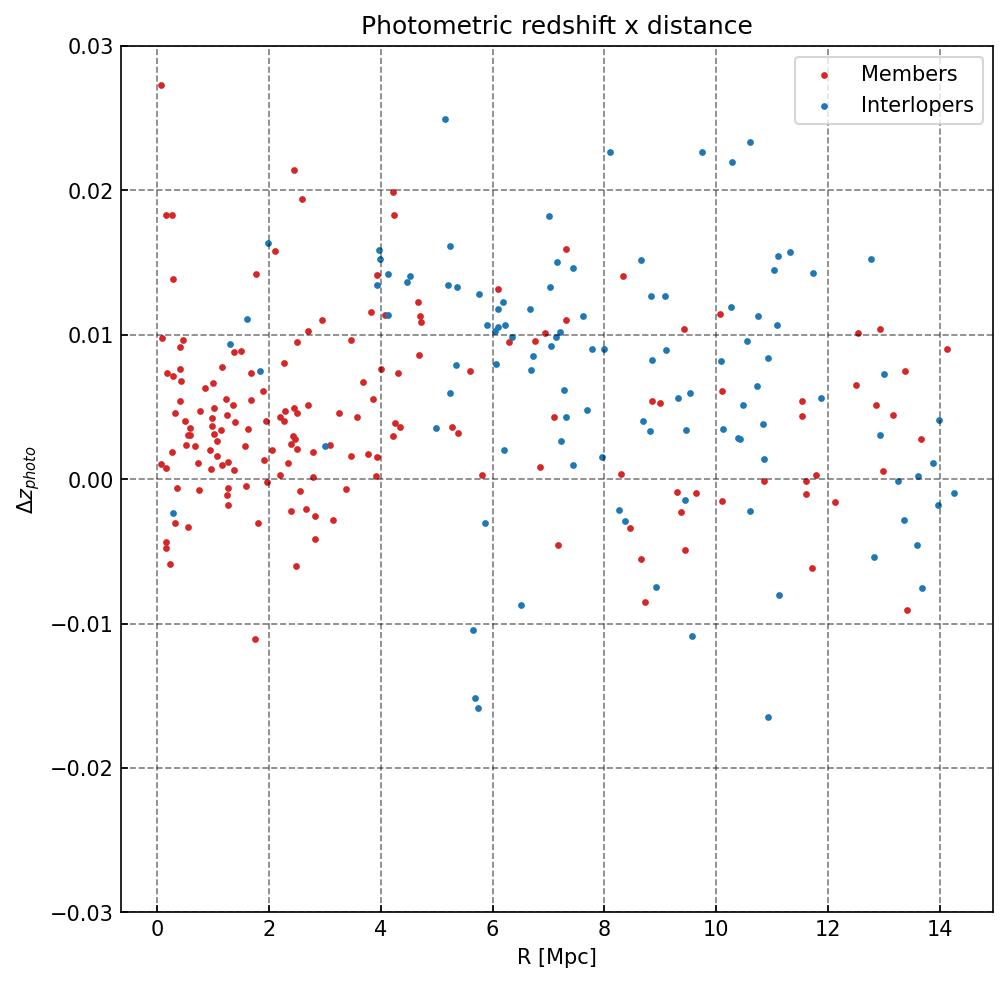 Photometric redshift x distance
Members
Interlopers
0.03
0.02
0.01
0.00
−0.01
−0.02
−0.03
Δz_photo
0 2 4 6 8 10 12 14
R [Mpc]